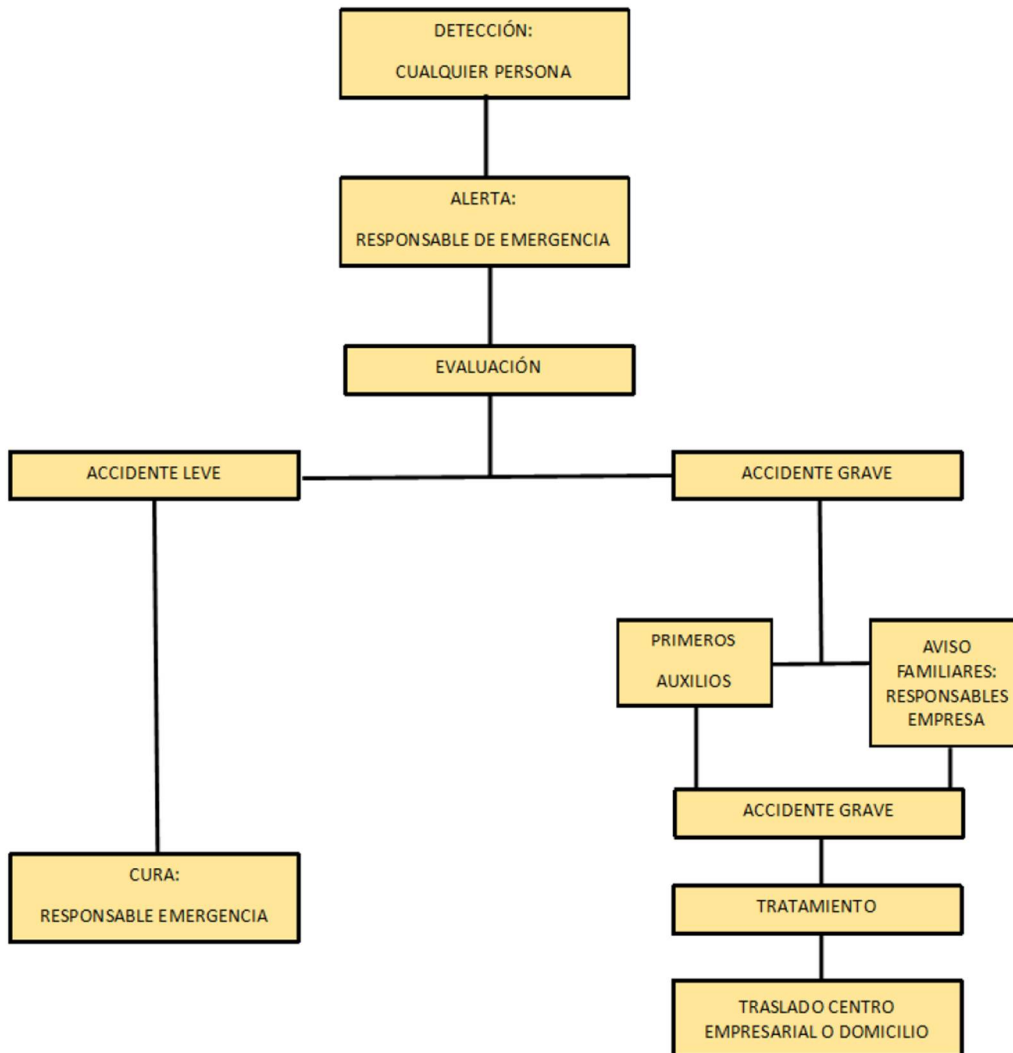 DETECCIÓN:
CUALQUIER PERSONA
ALERTA:
RESPONSABLE DE EMERGENCIA
EVALUACIÓN
ACCIDENTE LEVE
ACCIDENTE GRAVE
PRIMEROS
AUXILIOS
AVISO
FAMILIARES:
RESPONSABLES
EMPRESA
ACCIDENTE GRAVE
CURA:
RESPONSABLE EMERGENCIA
TRATAMIENTO
TRASLADO CENTRO
EMPRESARIAL O DOMICILIO